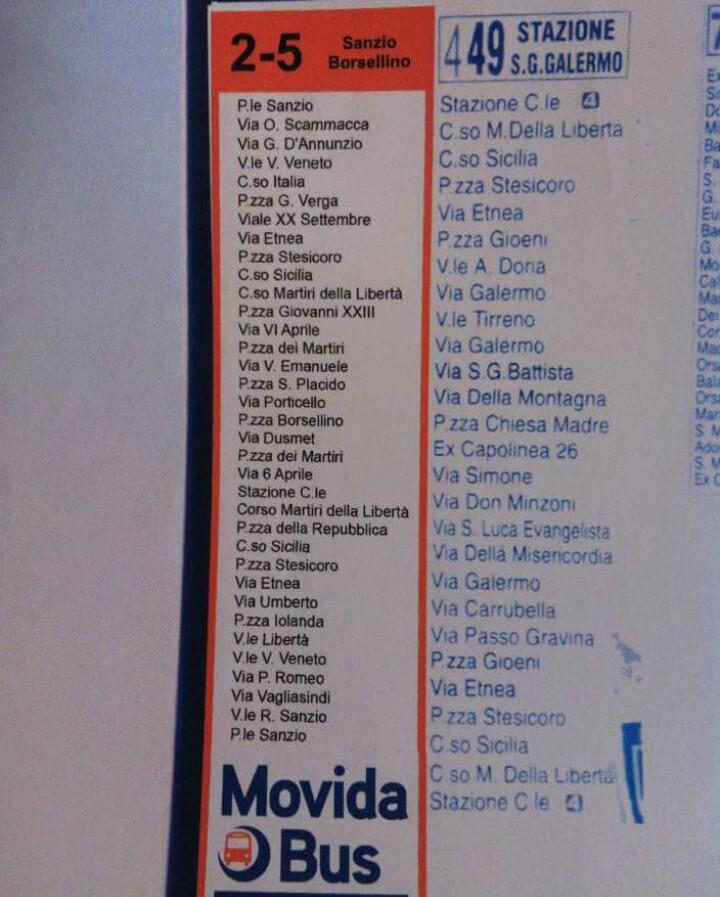 2-5
Sanzio
Borsellino
P.le Sanzio
Via O. Scammacca
Via G. D'Annunzio
V.le V. Veneto
C.so Italia
P.zza G. Verga
Viale XX Settembre
Via Etnea
P.zza Stesicoro
C.so Sicilia
C.so Martiri della Libertà
P.zza Giovanni XXIII
Via VI Aprile
P.zza dei Martiri
Via V. Emanuele
P.zza S. Placido
Via Porticello
P.zza Borsellino
Via Dusmet
P.zza dei Martiri
Via 6 Aprile
Stazione C.le
Corso Martiri della Libertà
P.zza della Repubblica
C.so Sicilia
P.zza Stesicoro
Via Etnea
Via Umberto
P.zza Iolanda
V.le Libertà
V.le V. Veneto
Via P. Romeo
Via Vagliasindi
V.le R. Sanzio
P.le Sanzio
Movida
Bus
449 STAZIONE
S.G.GALERMO
Stazione C.le 4
C.so M.Della Libertà
C.so Sicilia
P.zza Stesicoro
Via Etnea
P.zza Gioeni
V.le A. Doria
Via Galermo
V.le Tirreno
Via Galermo
Via S.G.Battista
Via Della Montagna
P.zza Chiesa Madre
Ex Capolinea 26
Via Simone
Via Don Minzoni
Via S. Luca Evangelista
Via Della Misericordia
Via Galermo
Via Carrubella
Via Passo Gravina
P.zza Gioeni
Via Etnea
P.zza Stesicoro
C.so Sicilia
C.so M. Della Libertà
Stazione C.le 4